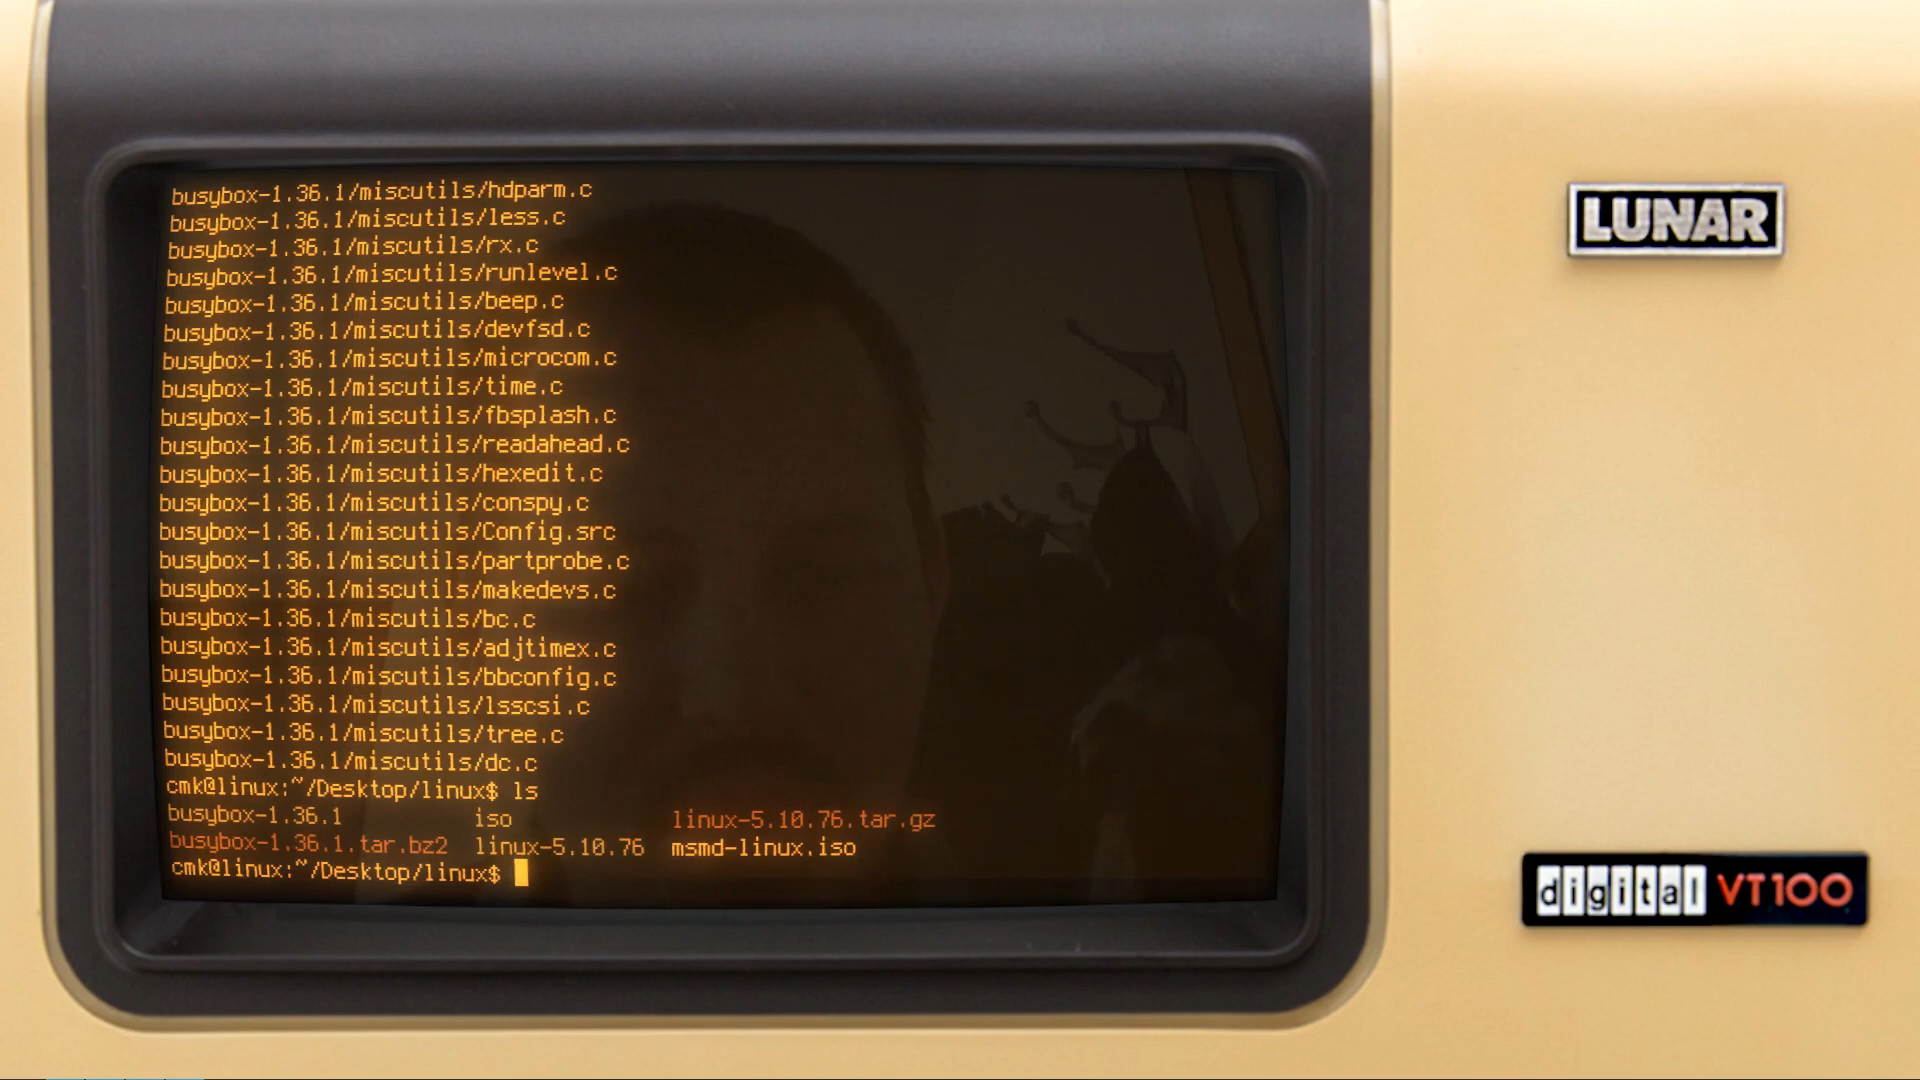 busybox-1.36.1/miscutils/hdparm.c
busybox-1.36.1/miscutils/less.c
busybox-1.36.1/miscutils/rx.c
busybox-1.36.1/miscutils/runlevel.c
busybox-1.36.1/miscutils/beep.c
busybox-1.36.1/miscutils/devfsd.c
busybox-1.36.1/miscutils/microcom.c
busybox-1.36.1/miscutils/time.c
busybox-1.36.1/miscutils/fbsplash.c
busybox-1.36.1/miscutils/readahead.c
busybox-1.36.1/miscutils/hexedit.c
busybox-1.36.1/miscutils/conspy.c
busybox-1.36.1/miscutils/Config.src
busybox-1.36.1/miscutils/partprobe.c
busybox-1.36.1/miscutils/makedevs.c
busybox-1.36.1/miscutils/bc.c
busybox-1.36.1/miscutils/adjtimex.c
busybox-1.36.1/miscutils/bbconfig.c
busybox-1.36.1/miscutils/lsscsi.c
busybox-1.36.1/miscutils/tree.c
busybox-1.36.1/miscutils/dc.c
cmk@linux:~/Desktop/linux$ ls
busybox-1.36.1 iso linux-5.10.76.tar.gz
busybox-1.36.1.tar.bz2 linux-5.10.76 msmd-linux.iso
cmk@linux:~/Desktop/linux$
LUNAR
digital VT100